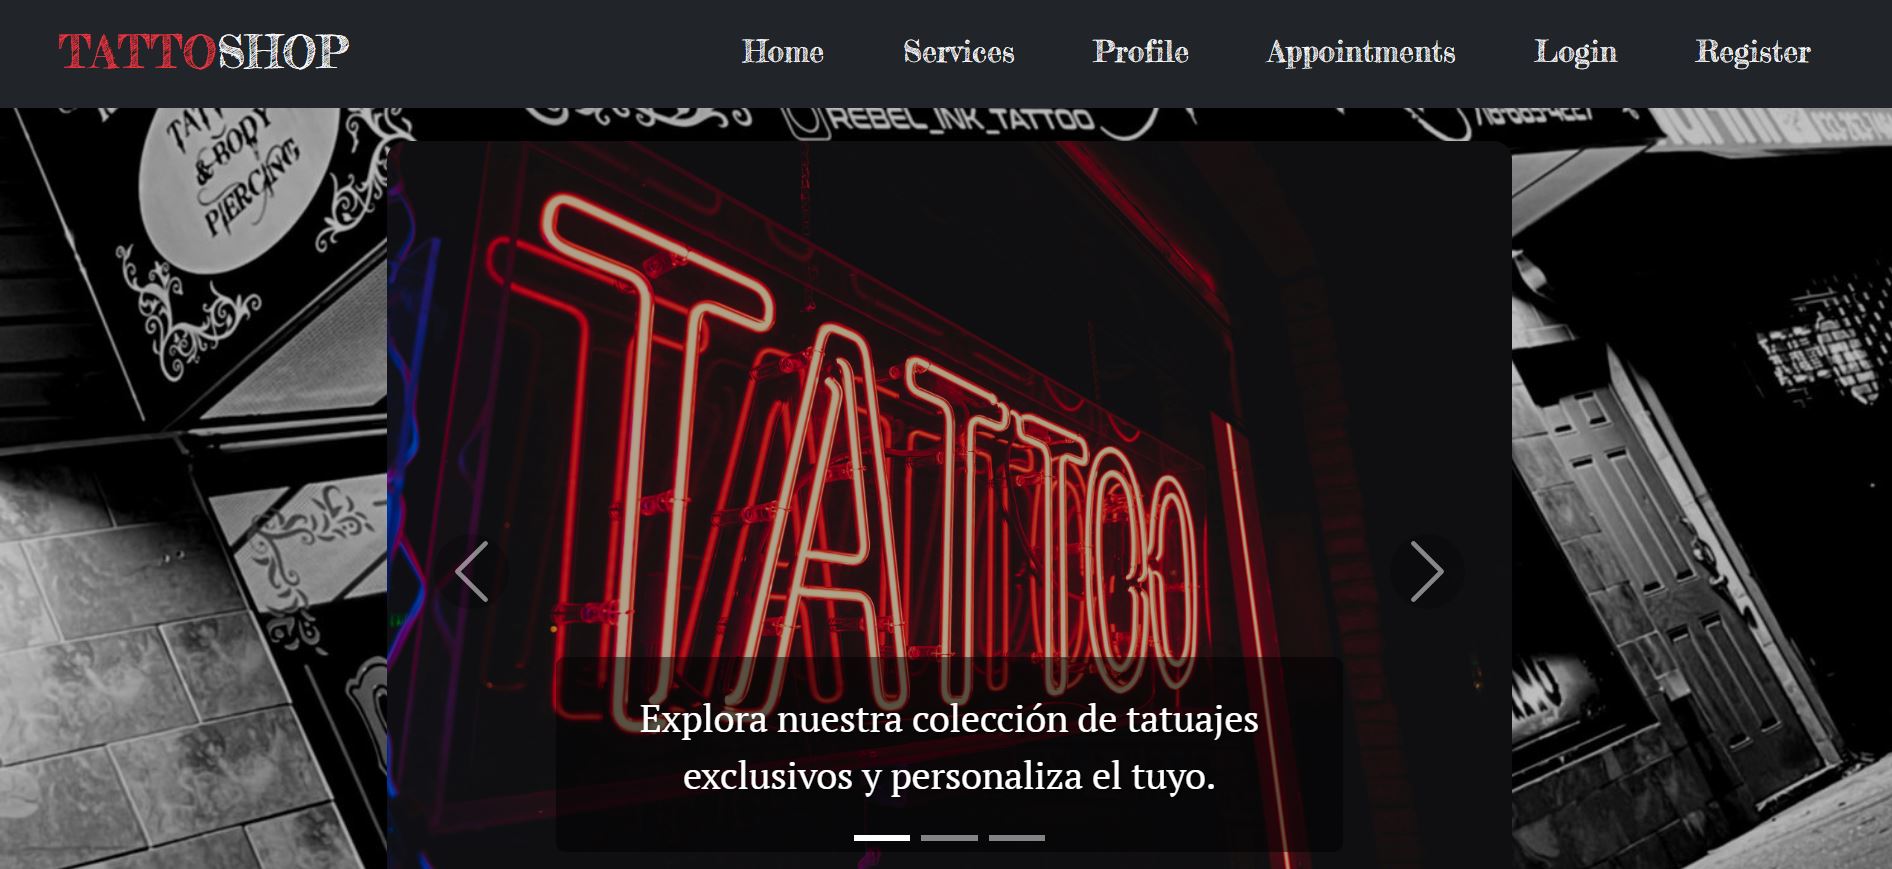 TATTOSHOP
Home Services Profile Appointments Login Register
TATTOO
& BODY
PIERCING
REBEL_INK_TATTOO
TATTOO
Explora nuestra colección de tatuajes
exclusivos y personaliza el tuyo.